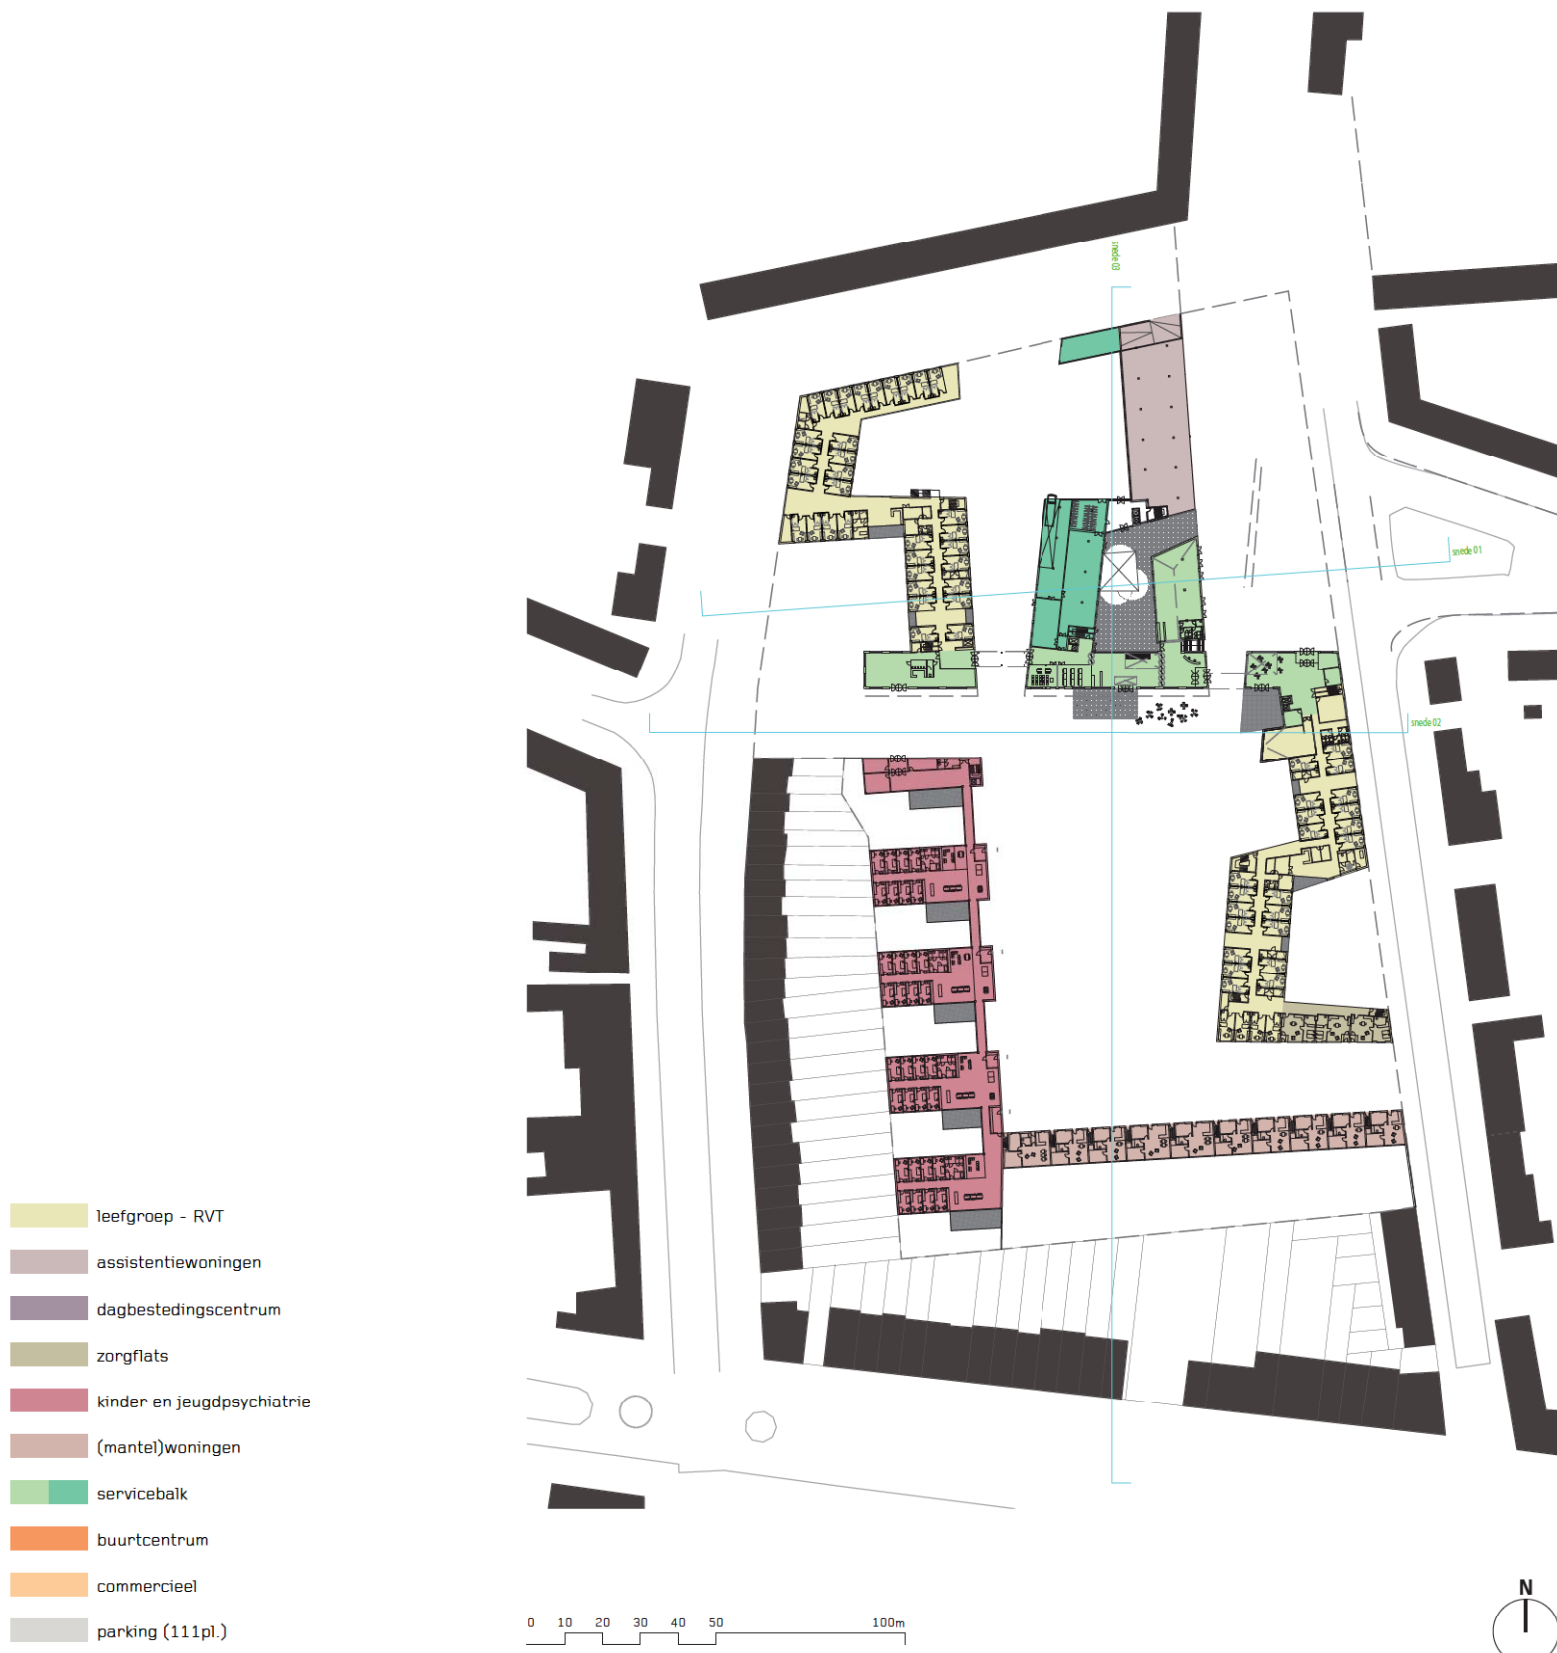 snede 03
snede 01
snede 02
leefgroep - RVT
assistentiewoningen
dagbestedingscentrum
zorgflats
kinder en jeugdpsychiatrie
(mantel)woningen
servicebalk
buurtcentrum
commercieel
parking (111pl.)
0 10 20 30 40 50 100m
N